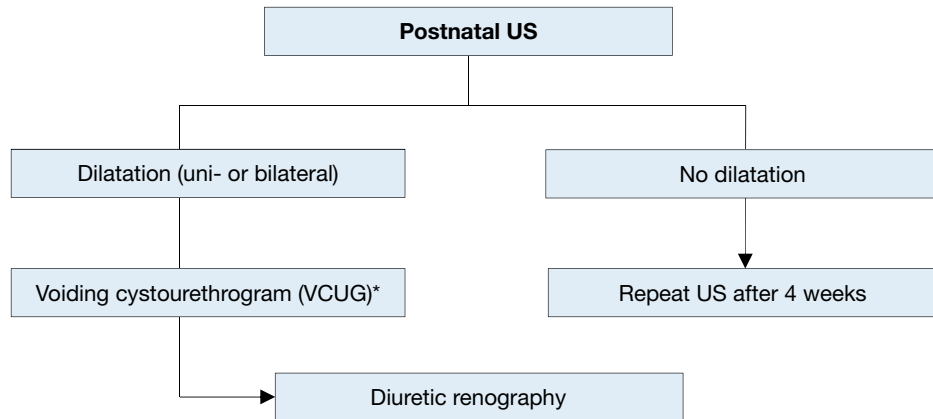 Postnatal US
Dilatation (uni- or bilateral)
No dilatation
Voiding cystourethrogram (VCUG)*
Repeat US after 4 weeks
Diuretic renography